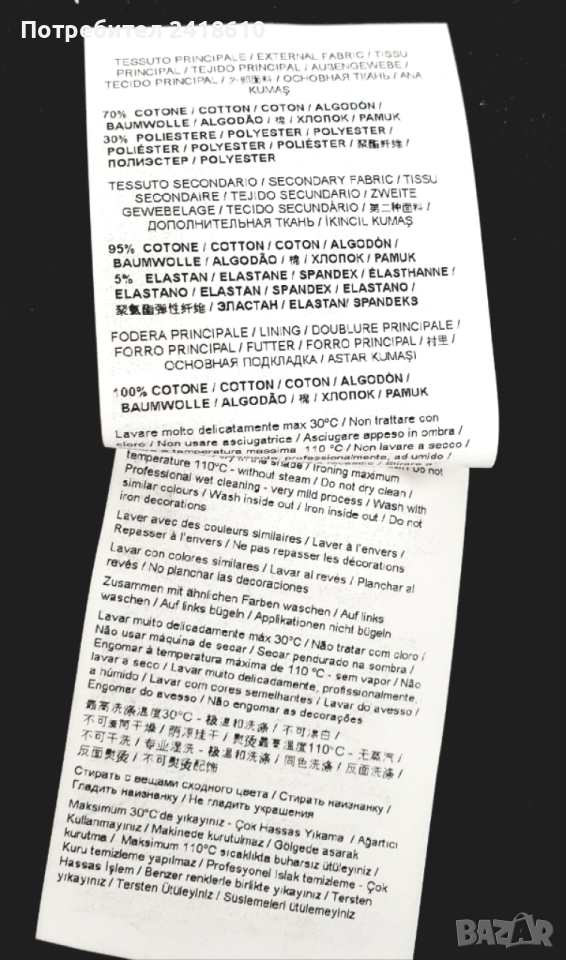 Потребител 2418610
TESSUTO PRINCIPALE / EXTERNAL FABRIC / TISSU
PRINCIPAL / TEJIDO PRINCIPAL / AUßENGEWEBE /
TECIDO PRINCIPAL / 外部面料 / ОСНОВНАЯ ТКАНЬ / ANA
KUMAŞ
70% COTONE / COTTON / COTON / ALGODÓN /
BAUMWOLLE / ALGODÃO / 棉 / ХЛОПОК / PAMUK
30% POLIESTERE / POLYESTER / POLYESTER /
POLIÉSTER / POLYESTER / POLIÉSTER / 聚酯纤维 /
ПОЛИЭСТЕР / POLYESTER
TESSUTO SECONDARIO / SECONDARY FABRIC / TISSU
SECONDAIRE / TEJIDO SECUNDARIO / ZWEITE
GEWEBELAGE / TECIDO SECUNDÁRIO / 第二种面料 /
ДОПОЛНИТЕЛЬНАЯ ТКАНЬ / İKINCIL KUMAŞ
95% COTONE / COTTON / COTON / ALGODÓN /
BAUMWOLLE / ALGODÃO / 棉 / ХЛОПОК / PAMUK
5% ELASTAN / ELASTANE / SPANDEX / ÉLASTHANNE /
ELASTANO / ELASTAN / SPANDEX / ELASTANO /
聚氨酯弹性纤维 / ЭЛАСТАН / ELASTAN/ SPANDEKS
FODERA PRINCIPALE / LINING / DOUBLURE PRINCIPALE /
FORRO PRINCIPAL / FUTTER / FORRO PRINCIPAL / 衬里 /
ОСНОВНАЯ ПОДКЛАДКА / ASTAR KUMAŞI
100% COTONE / COTTON / COTON / ALGODÓN /
BAUMWOLLE / ALGODÃO / 棉 / ХЛОПОК / PAMUK
Lavare molto delicatamente max 30°C / Non trattare con
cloro / Non usare asciugatrice / Asciugare appeso in ombra /
a temperatura massima 110 °C / Non lavare a secco /
professionalmente, ad umido /
shade / Ironing maximum
temperature 110°C - without steam / Do not dry clean /
Professional wet cleaning - very mild process / Wash with
similar colours / Wash inside out / Iron inside out / Do not
iron decorations
Laver avec des couleurs similaires / Laver à l'envers /
Repasser à l'envers / Ne pas repasser les décorations
Lavar con colores similares / Lavar al revés / Planchar al
revés / No planchar las decoraciones
Zusammen mit ähnlichen Farben waschen / Auf links
waschen / Auf links bügeln / Applikationen nicht bügeln
Lavar muito delicadamente máx 30°C / Não tratar com cloro /
Não usar máquina de secar / Secar pendurado na sombra /
Engomar à temperatura máxima de 110 °C - sem vapor / Não
lavar a seco / Lavar muito delicadamente, profissionalmente,
a húmido / Lavar com cores semelhantes / Lavar do avesso /
Engomar do avesso / Não engomar as decorações
最高洗涤温度30°C - 极温和洗涤 / 不可漂白 /
不可滚筒干燥 / 阴凉挂干 / 熨烫最高温度110°C - 无蒸汽 /
不可干洗 / 专业湿洗 - 极温和洗涤 / 同色洗涤 / 反面洗涤 /
反面熨烫 / 不可熨烫配饰
Стирать с вещами сходного цвета / Стирать наизнанку /
Гладить наизнанку / Не гладить украшения
Maksimum 30°C'de yıkayınız - Çok Hassas Yıkama / Ağartıcı
Kullanmayınız / Makinede kurutulmaz / Gölgede asarak
kurutma / Maksimum 110°C sıcaklıkta buharsız ütüleyiniz /
Kuru temizleme yapılmaz / Profesyonel Islak temizleme - Çok
Hassas İşlem / Benzer renklerle birlikte yıkayınız / Tersten
yıkayınız / Tersten Ütüleyiniz / Süslemeleri ütülemeyiniz
BAZAR
bg